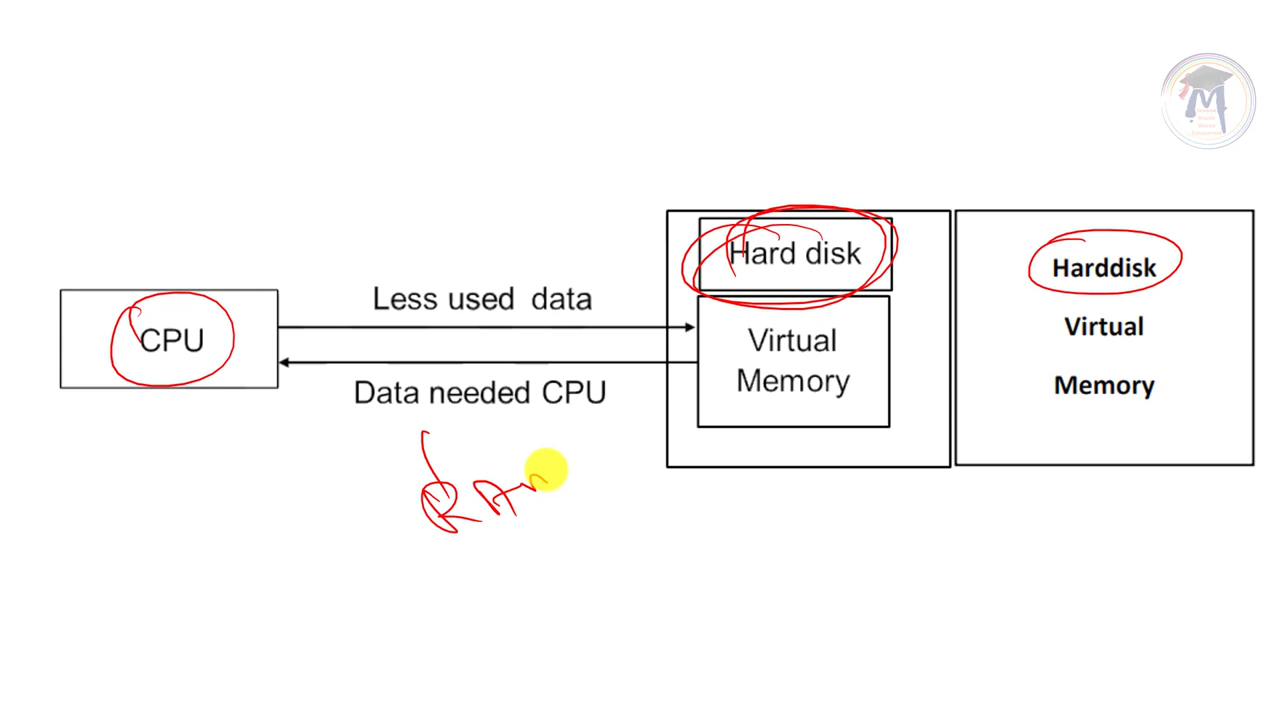 CPU
Less used data
Data needed CPU
Hard disk
Virtual
Memory
Harddisk
Virtual
Memory
M